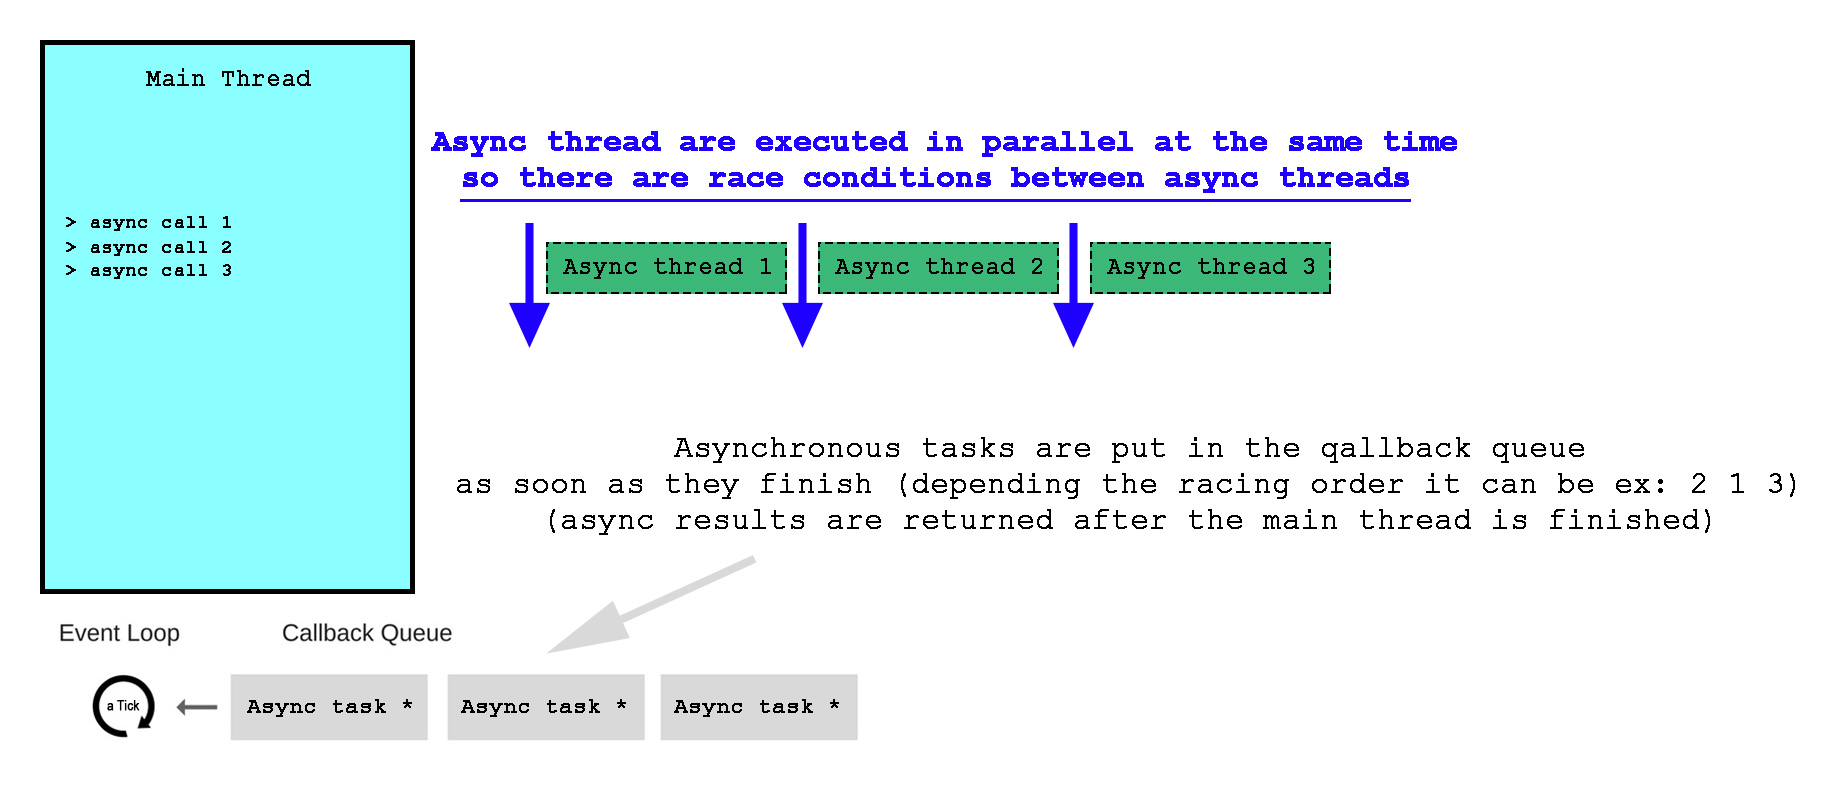 Main Thread
> async call 1
> async call 2
> async call 3
Async thread are executed in parallel at the same time
so there are race conditions between async threads
Async thread 1
Async thread 2
Async thread 3
Asynchronous tasks are put in the qallback queue
as soon as they finish (depending the racing order it can be ex: 2 1 3)
(async results are returned after the main thread is finished)
Event Loop
Callback Queue
a Tick
Async task *
Async task *
Async task *